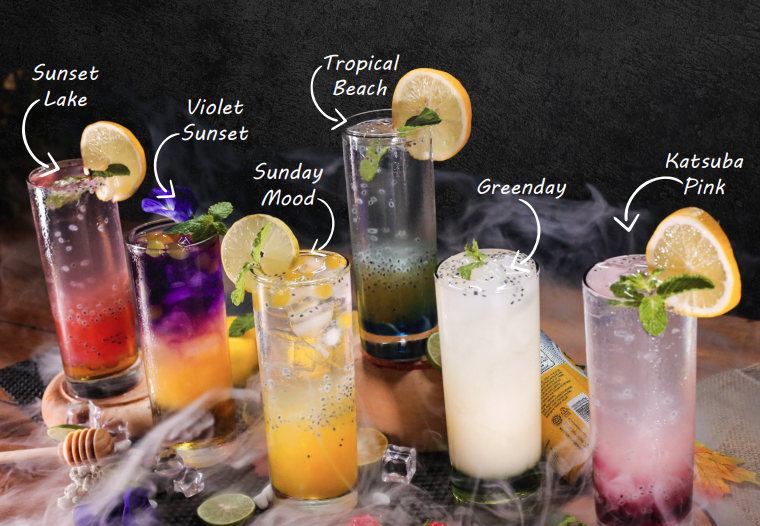 Sunset
Lake
Violet
Sunset
Sunday
Mood
Tropical
Beach
Greenday
Katsuba
Pink